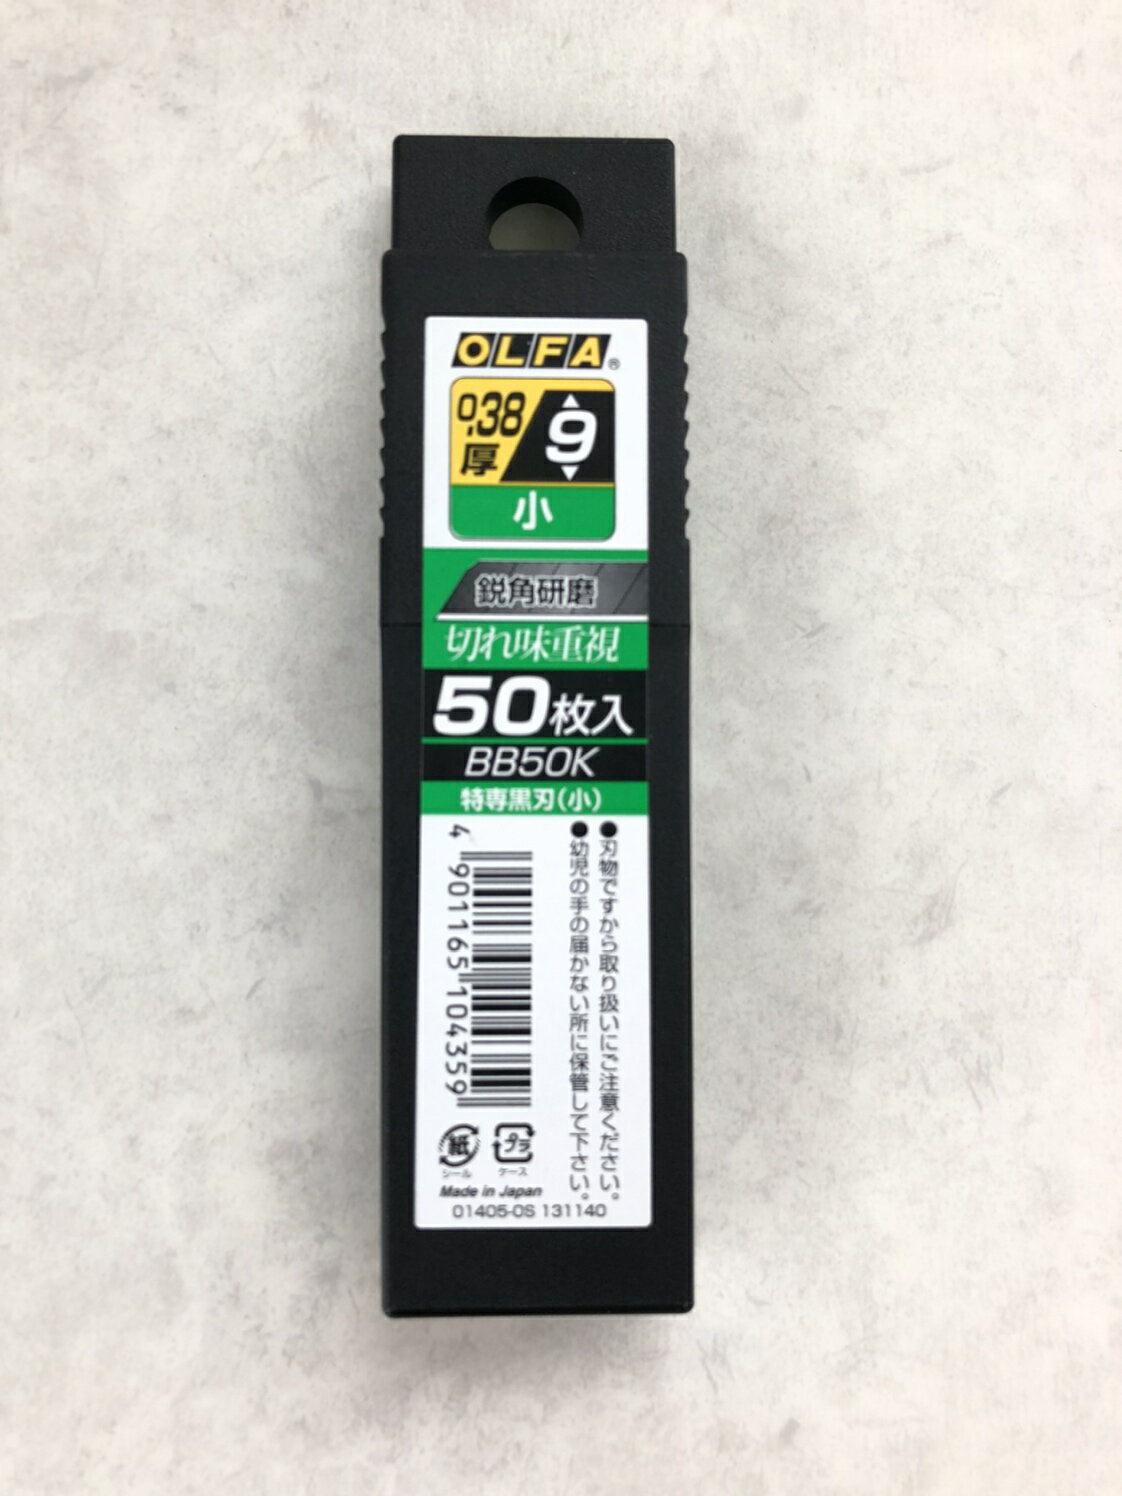 OLFA®
0.38
厚
9
小
鋭角研磨
切れ味重視
50枚入
BB50K
特専黒刃(小)
●刃物ですから取り扱いにご注意ください。
●幼児の手の届かない所に保管して下さい。
4 901165 104359
紙
シール
プラ
ケース
Made in Japan
01405-0S 131140